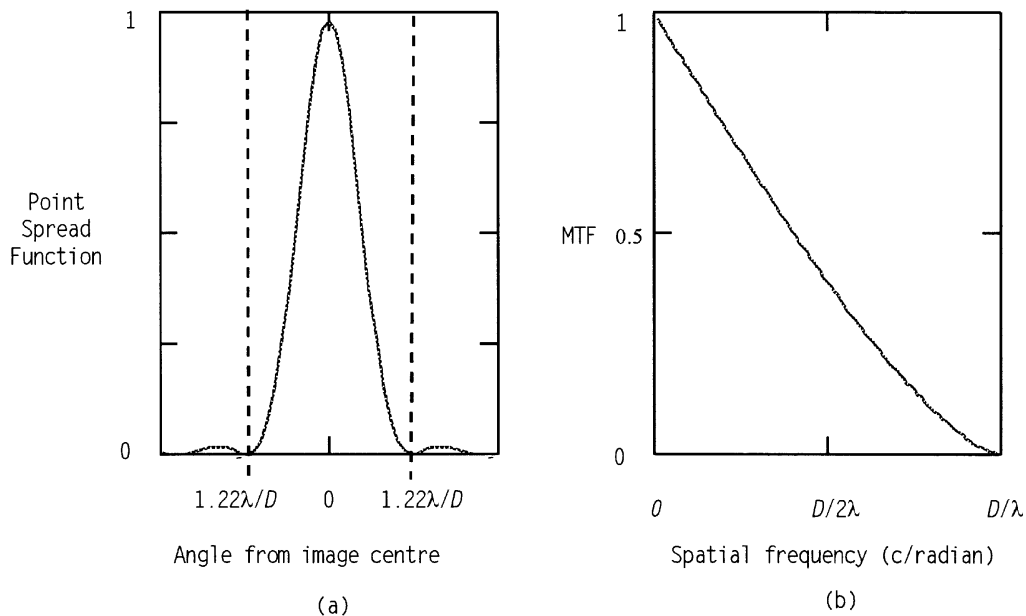 1
Point
Spread
Function
0
1.22λ/D 0 1.22λ/D
Angle from image centre
(a)
1
MTF 0.5
0
0 D/2λ D/λ
Spatial frequency (c/radian)
(b)